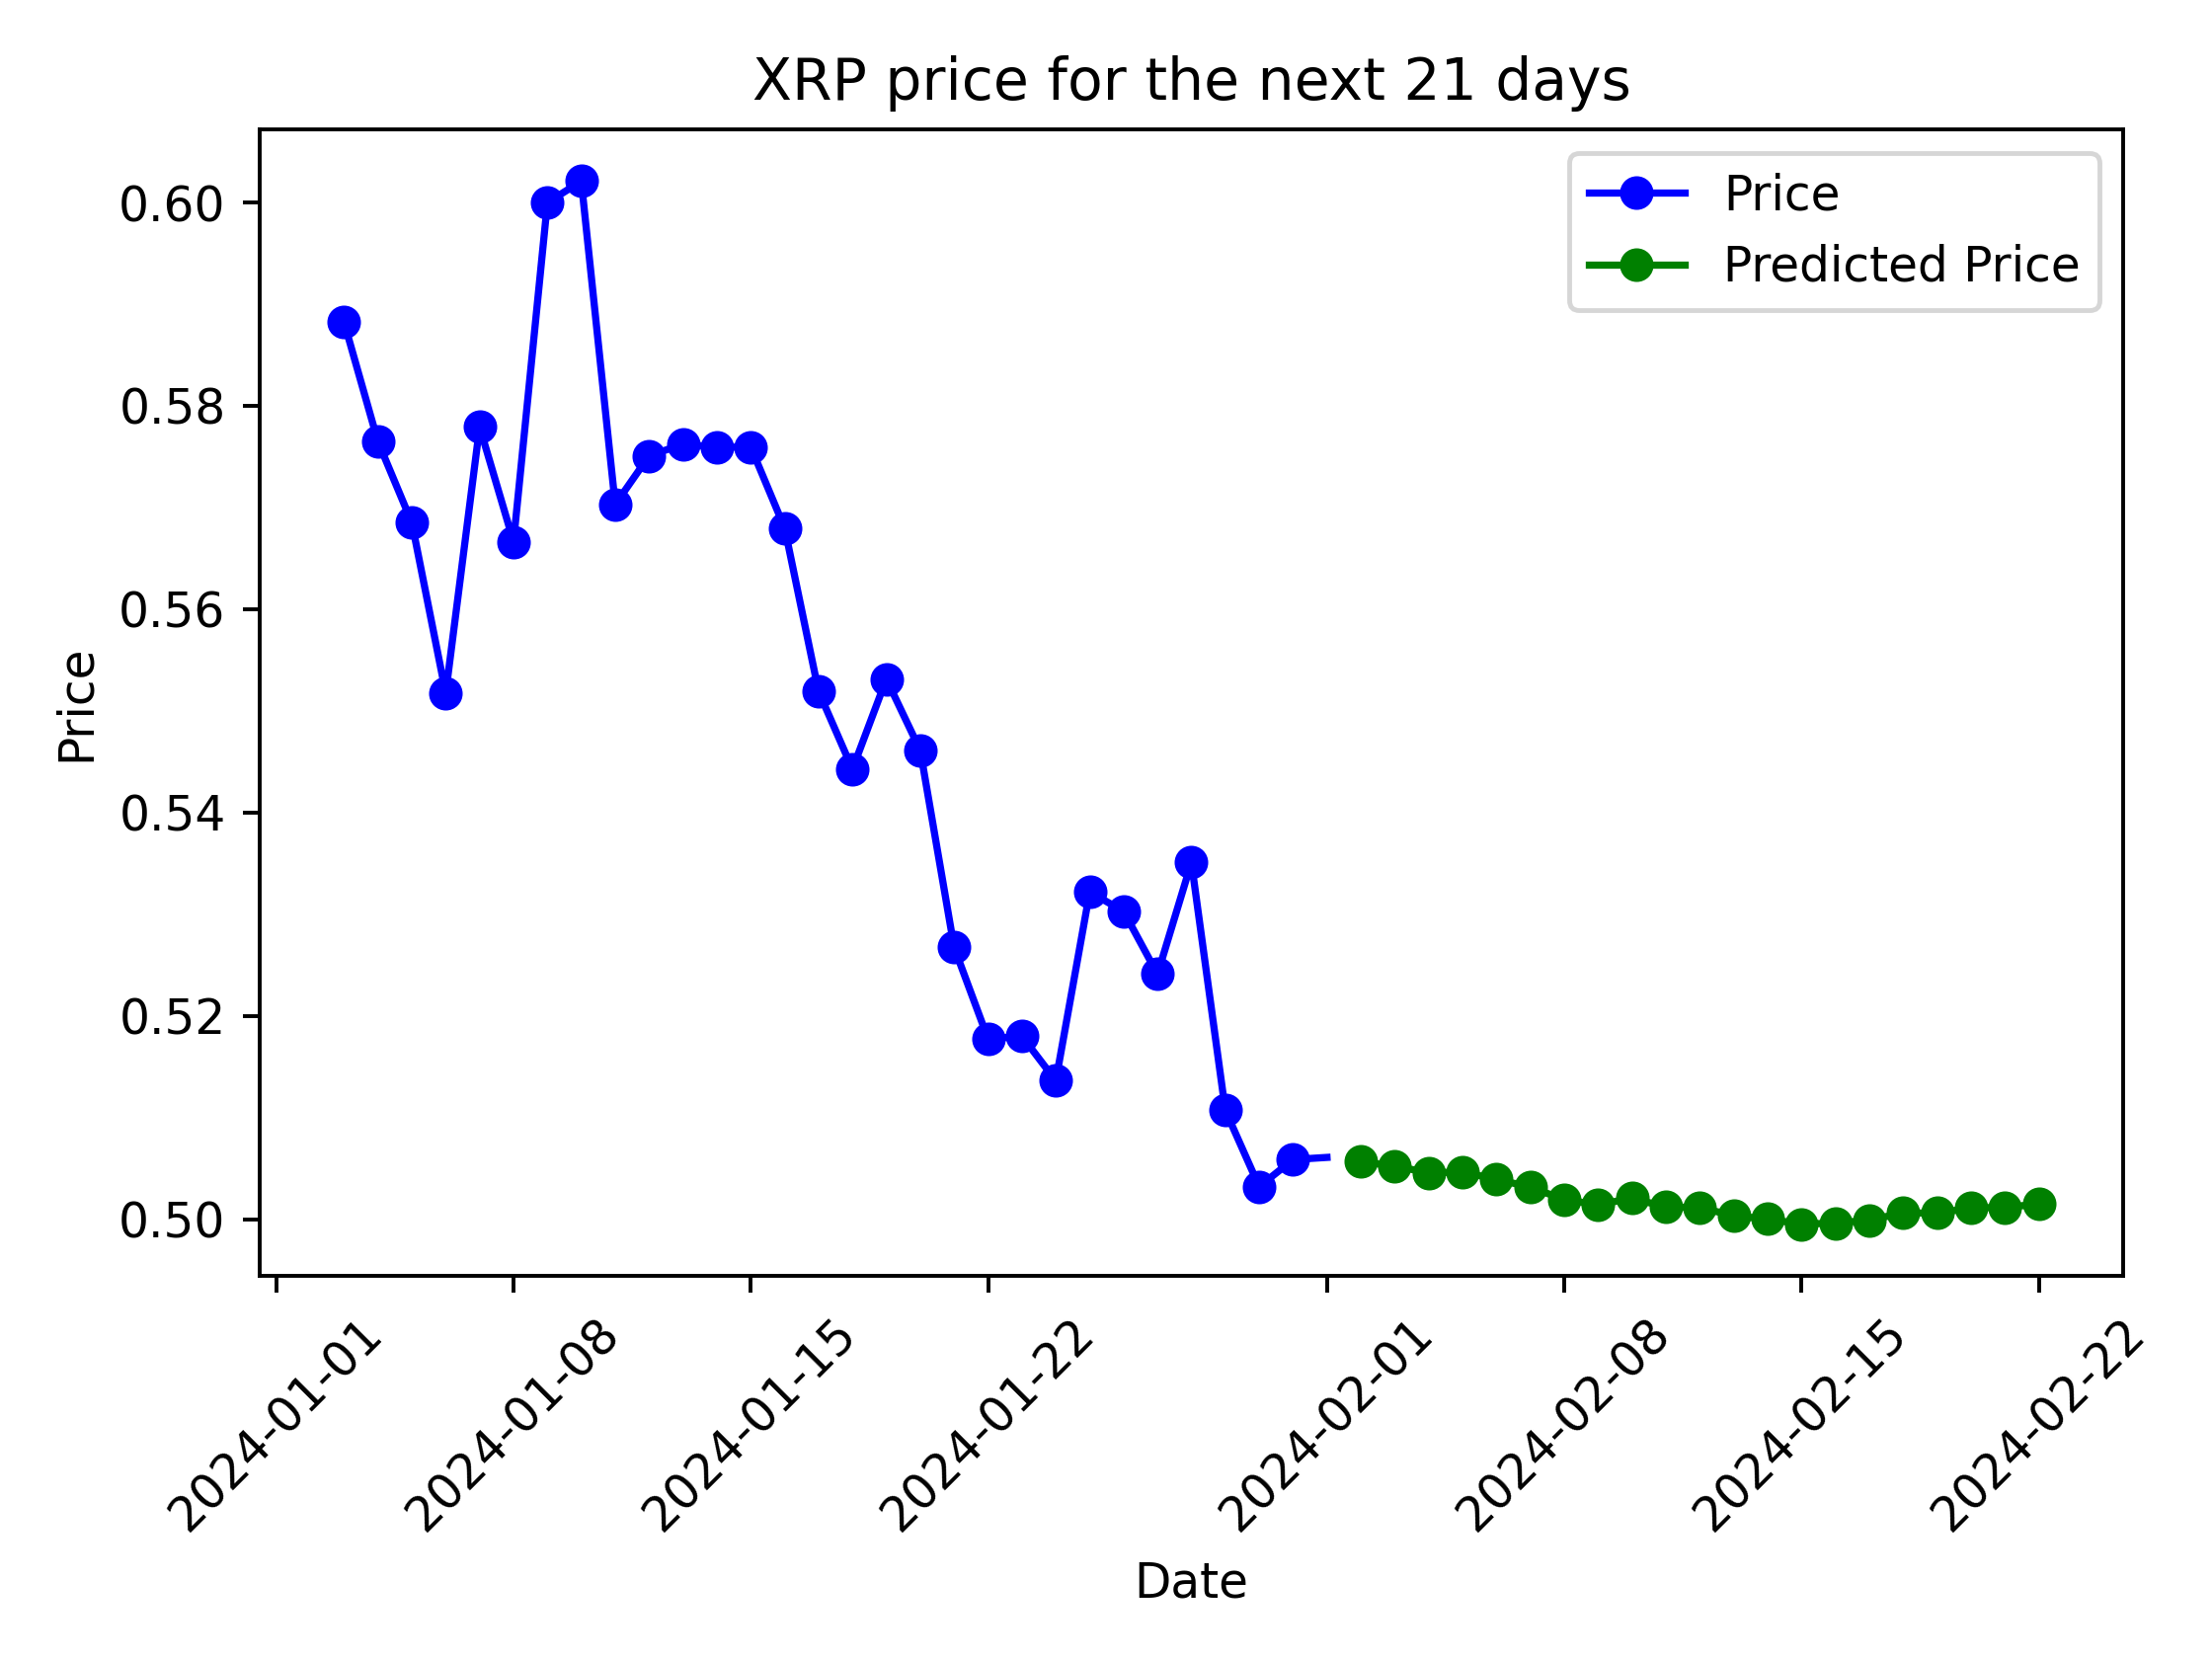 XRP price for the next 21 days
Price
Predicted Price
0.60
0.58
0.56
0.54
0.52
0.50
Price
2024-01-01
2024-01-08
2024-01-15
2024-01-22
2024-02-01
2024-02-08
2024-02-15
2024-02-22
Date